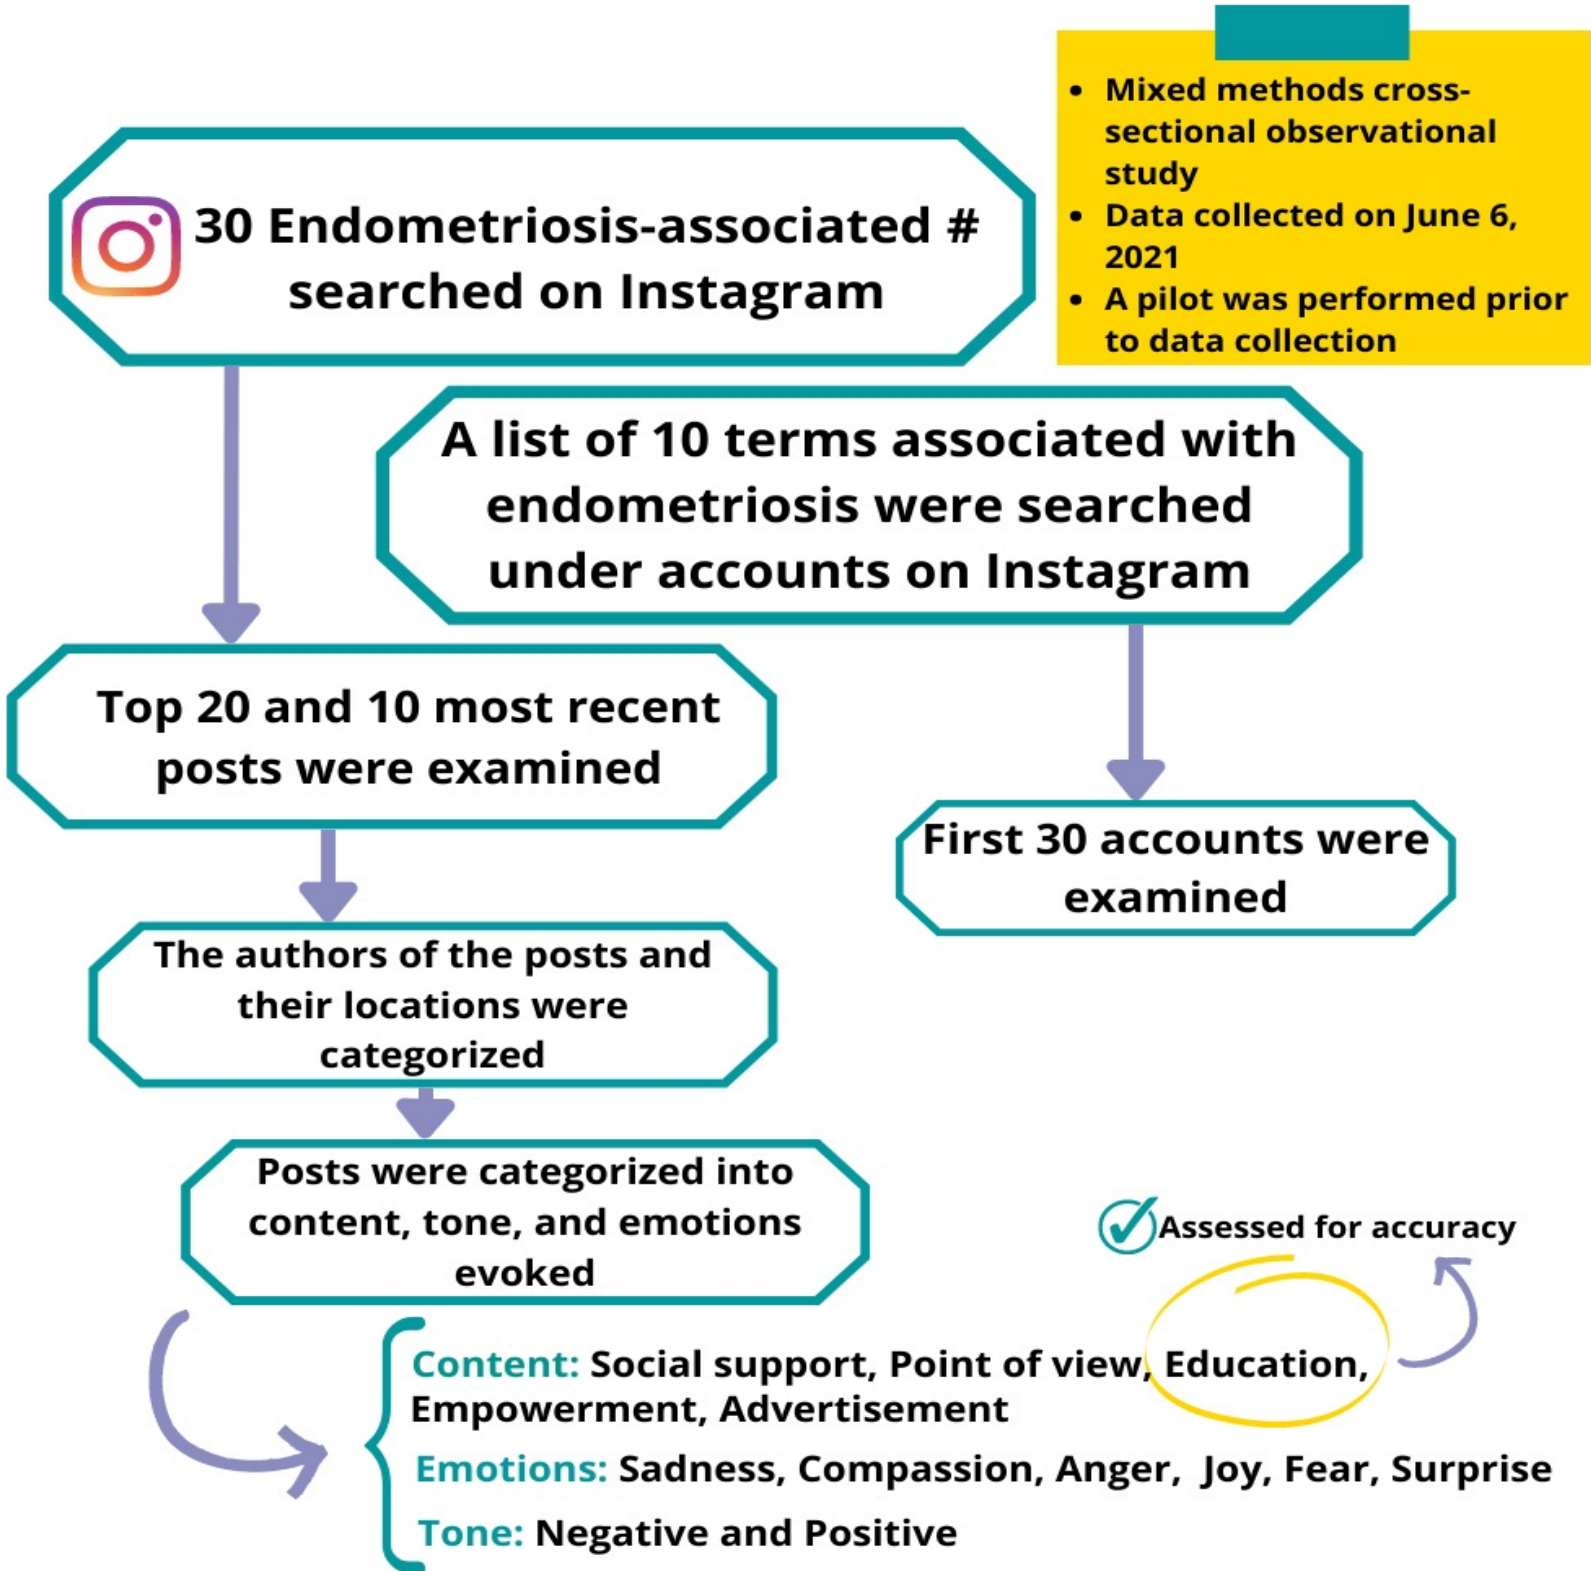 • Mixed methods cross-
sectional observational
study
• Data collected on June 6,
2021
• A pilot was performed prior
to data collection
30 Endometriosis-associated #
searched on Instagram
A list of 10 terms associated with
endometriosis were searched
under accounts on Instagram
Top 20 and 10 most recent
posts were examined
First 30 accounts were
examined
The authors of the posts and
their locations were
categorized
Posts were categorized into
content, tone, and emotions
evoked
Assessed for accuracy
Content: Social support, Point of view, Education,
Empowerment, Advertisement
Emotions: Sadness, Compassion, Anger, Joy, Fear, Surprise
Tone: Negative and Positive